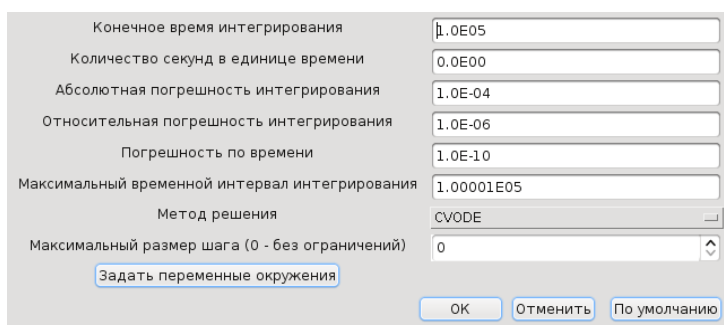 Конечное время интегрирования 1.0E05
Количество секунд в единице времени 0.0E00
Абсолютная погрешность интегрирования 1.0E-04
Относительная погрешность интегрирования 1.0E-06
Погрешность по времени 1.0E-10
Максимальный временной интервал интегрирования 1.00001E05
Метод решения CVODE
Максимальный размер шага (0 - без ограничений) 0
Задать переменные окружения
OK Отменить По умолчанию